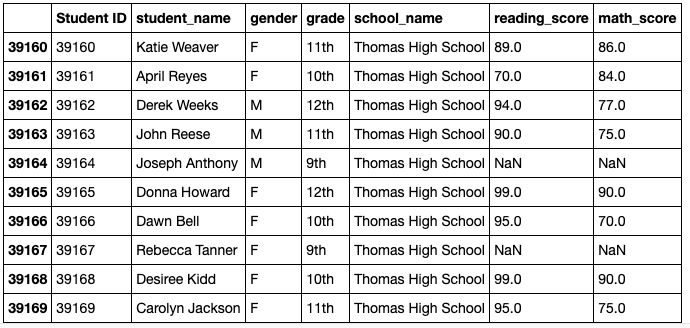 Student ID student_name gender grade school_name reading_score math_score
39160 39160 Katie Weaver F 11th Thomas High School 89.0 86.0
39161 39161 April Reyes F 10th Thomas High School 70.0 84.0
39162 39162 Derek Weeks M 12th Thomas High School 94.0 77.0
39163 39163 John Reese M 11th Thomas High School 90.0 75.0
39164 39164 Joseph Anthony M 9th Thomas High School NaN NaN
39165 39165 Donna Howard F 12th Thomas High School 99.0 90.0
39166 39166 Dawn Bell F 10th Thomas High School 95.0 70.0
39167 39167 Rebecca Tanner F 9th Thomas High School NaN NaN
39168 39168 Desiree Kidd F 10th Thomas High School 99.0 90.0
39169 39169 Carolyn Jackson F 11th Thomas High School 95.0 75.0